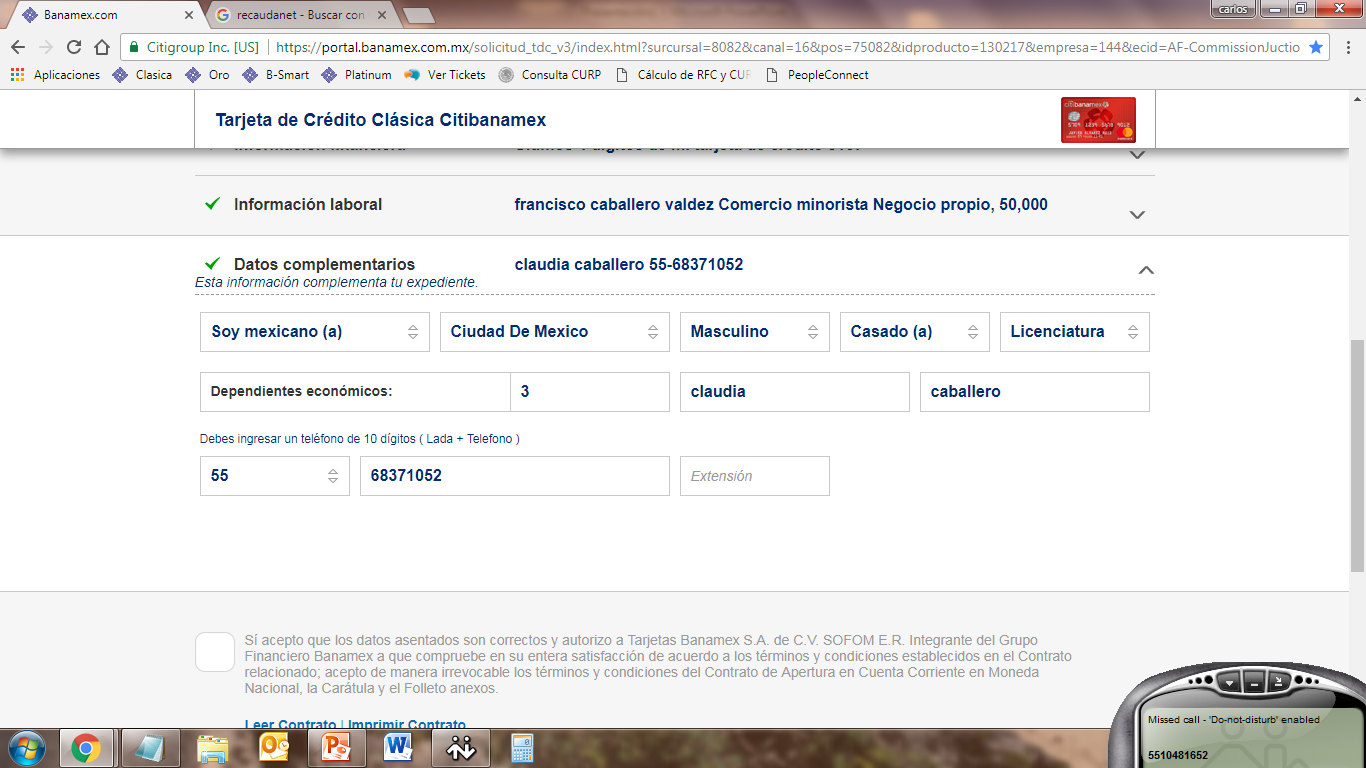 Banamex.com
recaudanet - Buscar con
carlos
Citigroup Inc. [US]
https://portal.banamex.com.mx/solicitud_tdc_v3/index.html?sursursal=8082&canal=16&pos=75082&idproducto=130217&empresa=144&ecid=AF-CommissionJuctio
Aplicaciones
Clasica
Oro
B-Smart
Platinum
Ver Tickets
Consulta CURP
Cálculo de RFC y CUR
PeopleConnect
Tarjeta de Crédito Clásica Citibanamex
Información laboral
francisco caballero valdez Comercio minorista Negocio propio, 50,000
Datos complementarios
claudia caballero 55-68371052
Esta información complementa tu expediente.
Soy mexicano (a)
Ciudad De Mexico
Masculino
Casado (a)
Licenciatura
Dependientes económicos:
3
claudia
caballero
Debes ingresar un teléfono de 10 dígitos ( Lada + Telefono )
55
68371052
Extensión
Sí acepto que los datos asentados son correctos y autorizo a Tarjetas Banamex S.A. de C.V. SOFOM E.R. Integrante del Grupo
Financiero Banamex a que compruebe en su entera satisfacción de acuerdo a los términos y condiciones establecidos en el Contrato
relacionado; acepto de manera irrevocable los términos y condiciones del Contrato de Apertura en Cuenta Corriente en Moneda
Nacional, la Carátula y el Folleto anexos.
Leer Contrato | Imprimir Contrato
Missed call - 'Do-not-disturb' enabled
5510481652